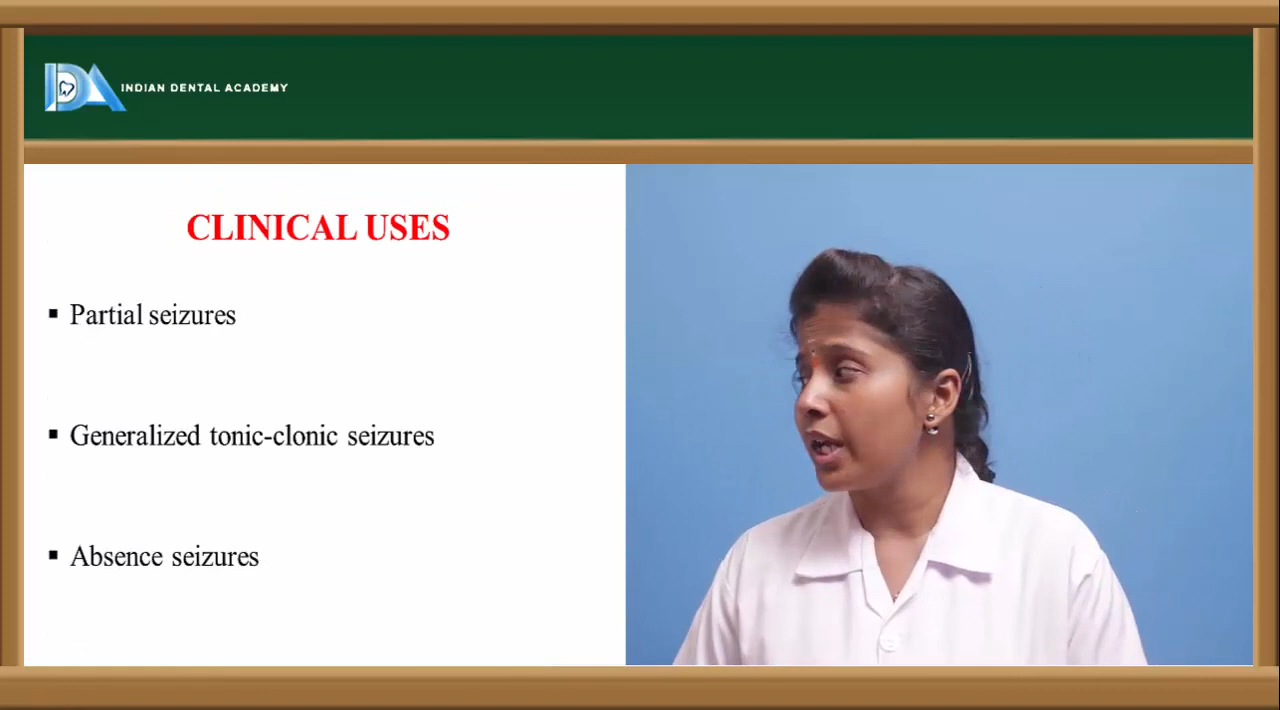 INDIAN DENTAL ACADEMY
CLINICAL USES
▪ Partial seizures
▪ Generalized tonic-clonic seizures
▪ Absence seizures